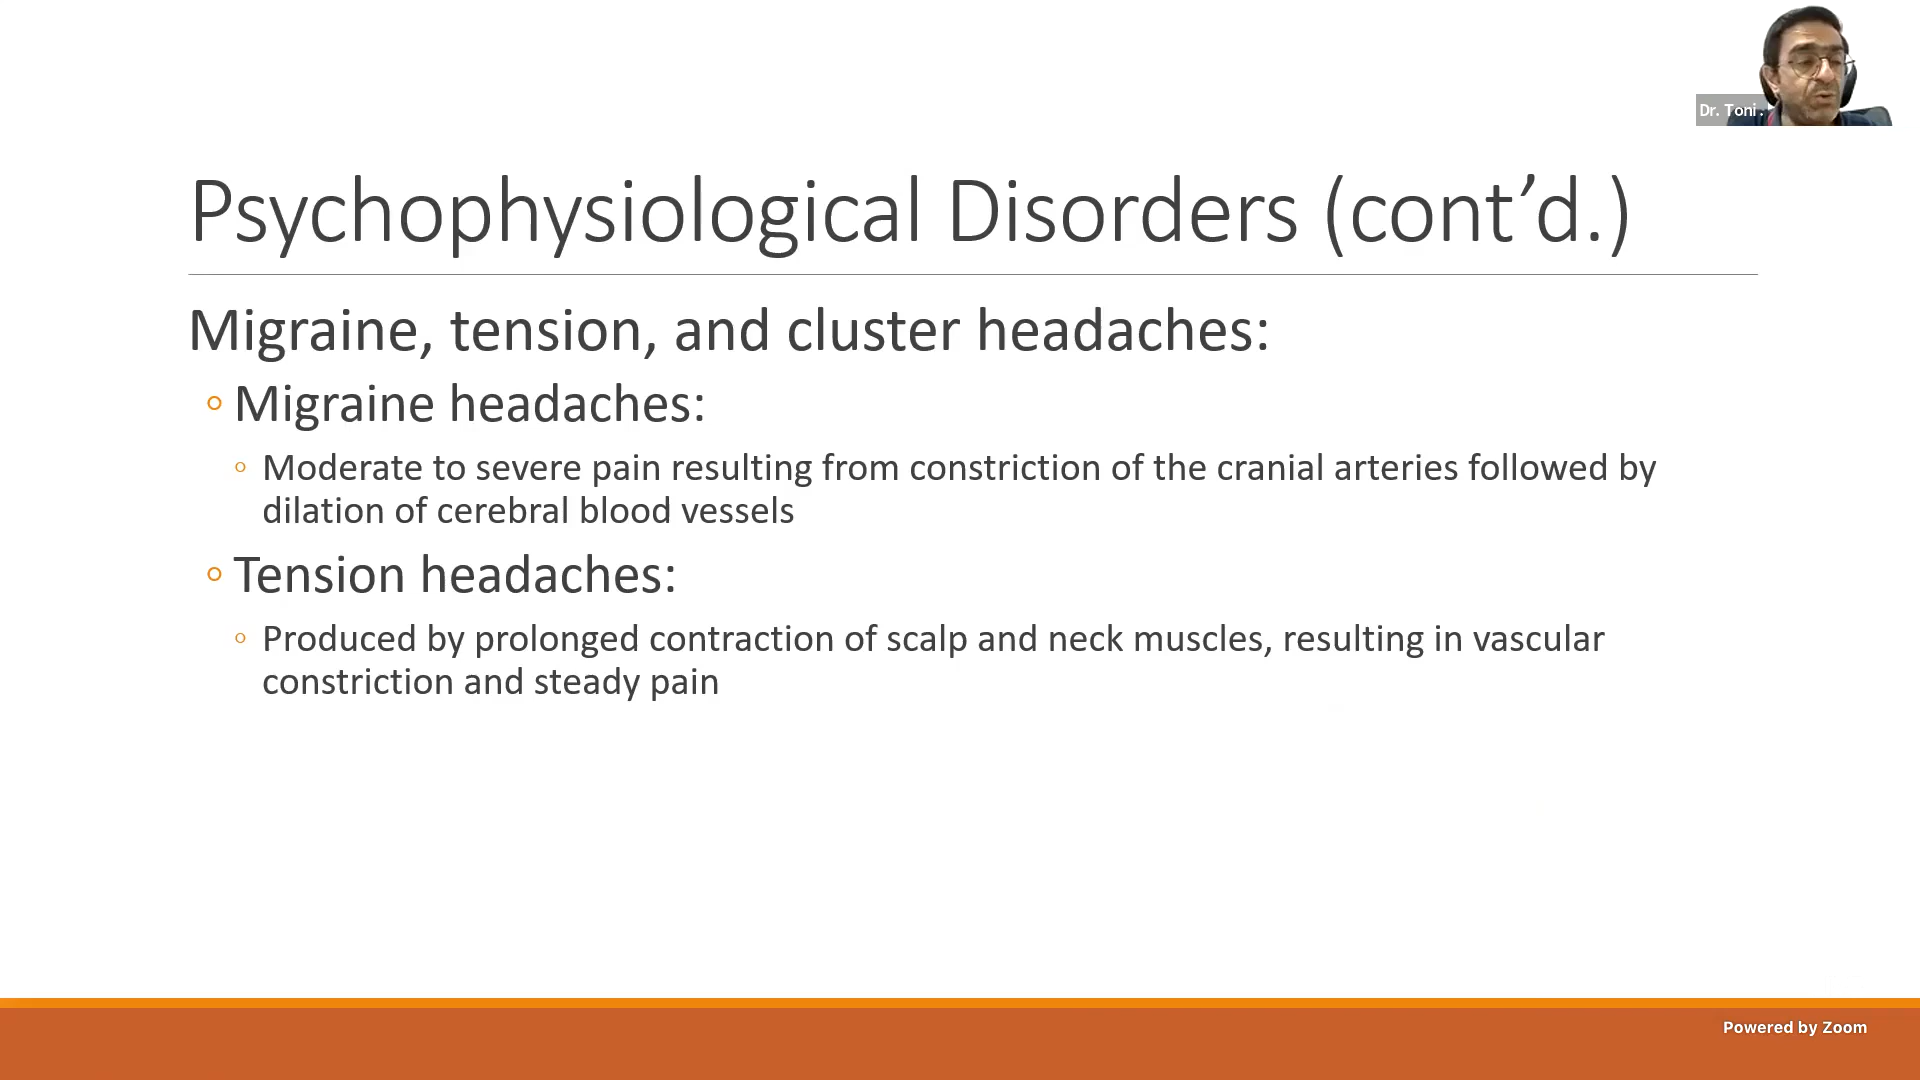 Dr. Toni .
Psychophysiological Disorders (cont’d.)
Migraine, tension, and cluster headaches:
◦ Migraine headaches:
◦ Moderate to severe pain resulting from constriction of the cranial arteries followed by
dilation of cerebral blood vessels
◦ Tension headaches:
◦ Produced by prolonged contraction of scalp and neck muscles, resulting in vascular
constriction and steady pain
Powered by Zoom